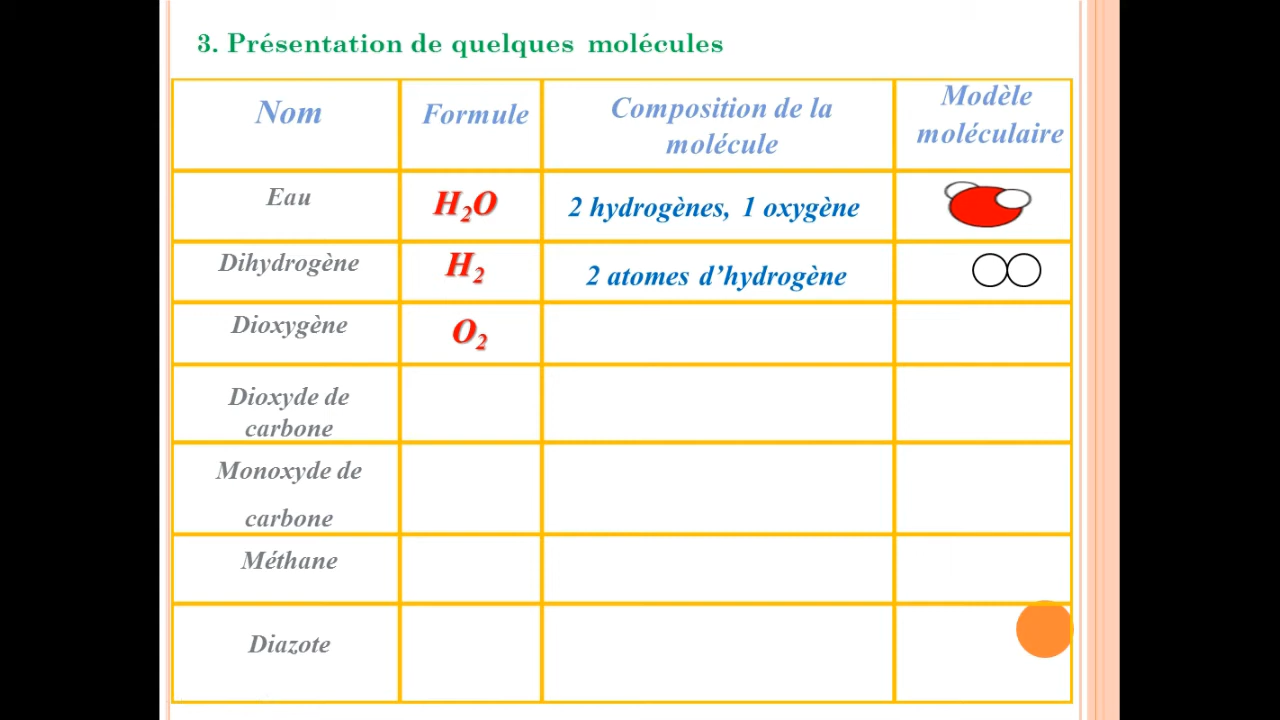 3. Présentation de quelques molécules
Nom
Formule
Composition de la
molécule
Modèle
moléculaire
Eau
H₂O
2 hydrogènes, 1 oxygène
Dihydrogène
H₂
2 atomes d’hydrogène
Dioxygène
O₂
Dioxyde de
carbone
Monoxyde de
carbone
Méthane
Diazote